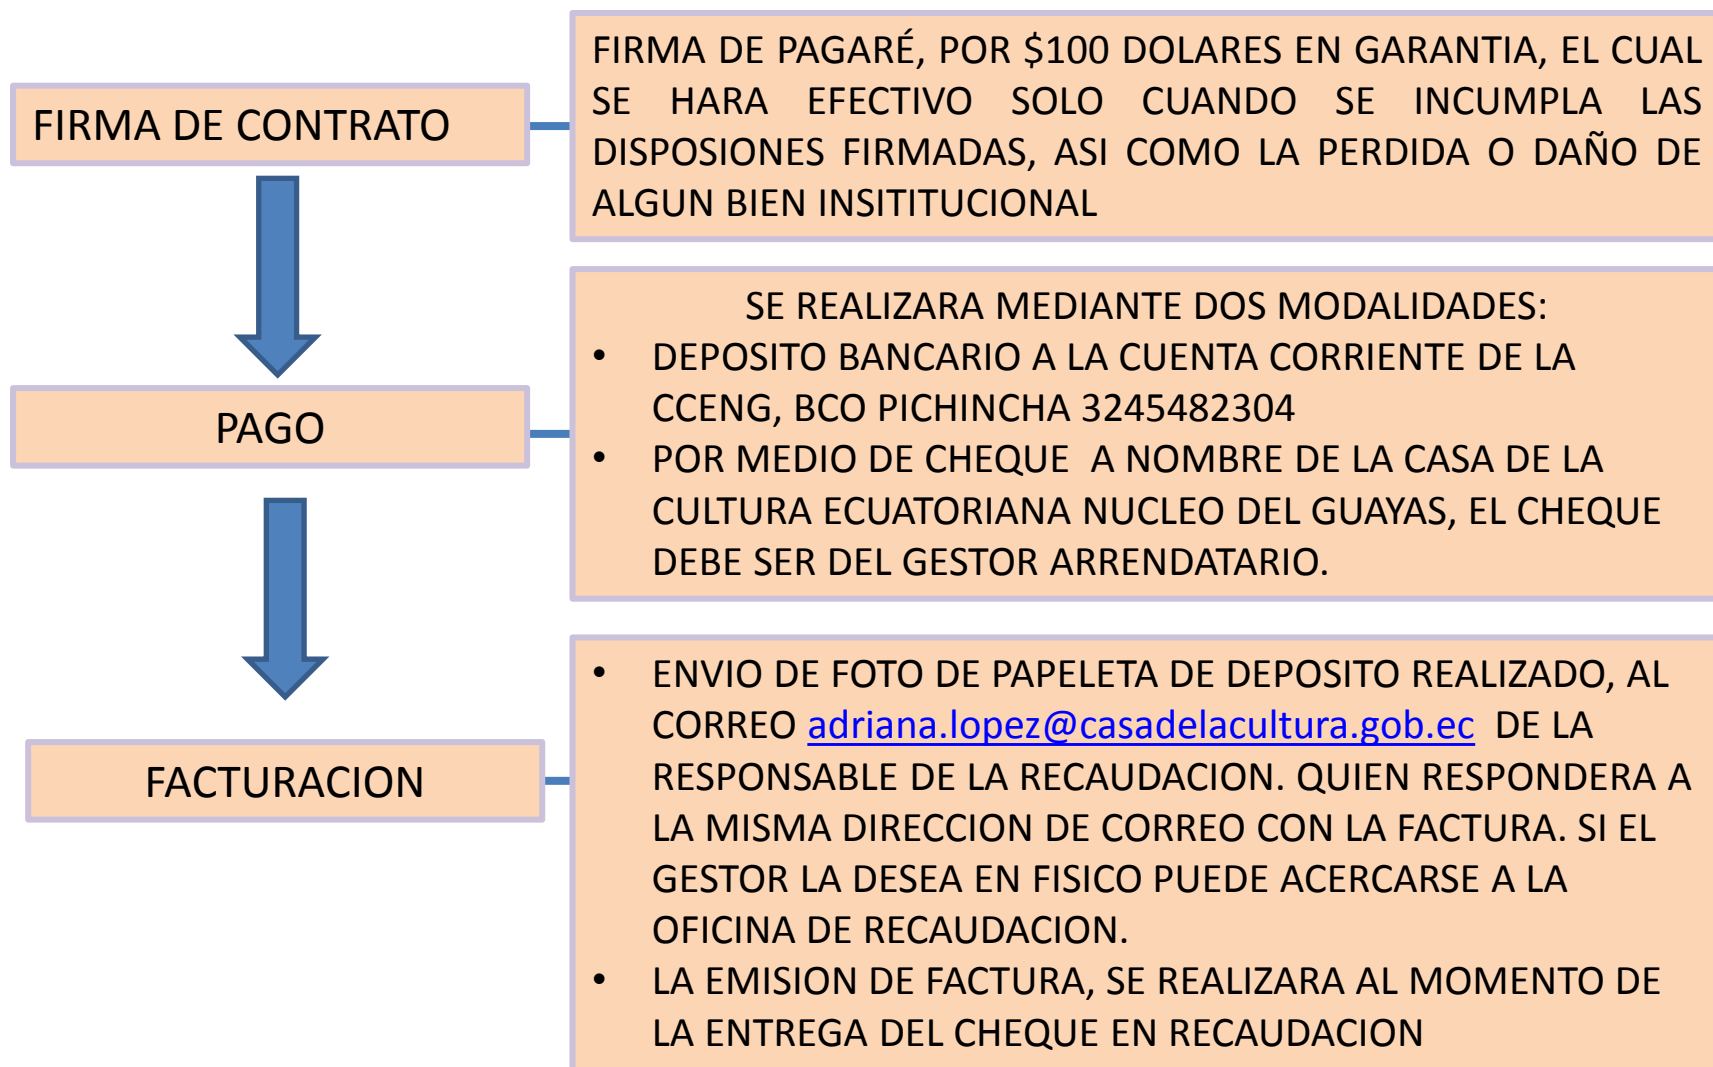 FIRMA DE CONTRATO
FIRMA DE PAGARÉ, POR $100 DOLARES EN GARANTIA, EL CUAL
SE HARA EFECTIVO SOLO CUANDO SE INCUMPLA LAS
DISPOSIONES FIRMADAS, ASI COMO LA PERDIDA O DAÑO DE
ALGUN BIEN INSITITUCIONAL
PAGO
SE REALIZARA MEDIANTE DOS MODALIDADES:
• DEPOSITO BANCARIO A LA CUENTA CORRIENTE DE LA
CCENG, BCO PICHINCHA 3245482304
• POR MEDIO DE CHEQUE A NOMBRE DE LA CASA DE LA
CULTURA ECUATORIANA NUCLEO DEL GUAYAS, EL CHEQUE
DEBE SER DEL GESTOR ARRENDATARIO.
FACTURACION
• ENVIO DE FOTO DE PAPELETA DE DEPOSITO REALIZADO, AL
CORREO adriana.lopez@casadelacultura.gob.ec DE LA
RESPONSABLE DE LA RECAUDACION. QUIEN RESPONDERA A
LA MISMA DIRECCION DE CORREO CON LA FACTURA. SI EL
GESTOR LA DESEA EN FISICO PUEDE ACERCARSE A LA
OFICINA DE RECAUDACION.
• LA EMISION DE FACTURA, SE REALIZARA AL MOMENTO DE
LA ENTREGA DEL CHEQUE EN RECAUDACION